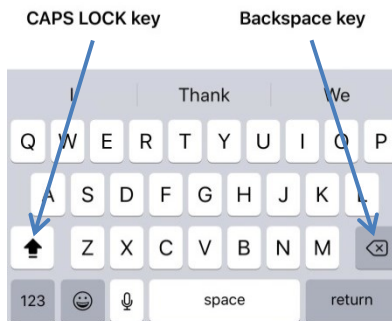 CAPS LOCK key Backspace key
I Thank We
Q W E R T Y U I O P
A S D F G H J K L
Z X C V B N M
123 space return